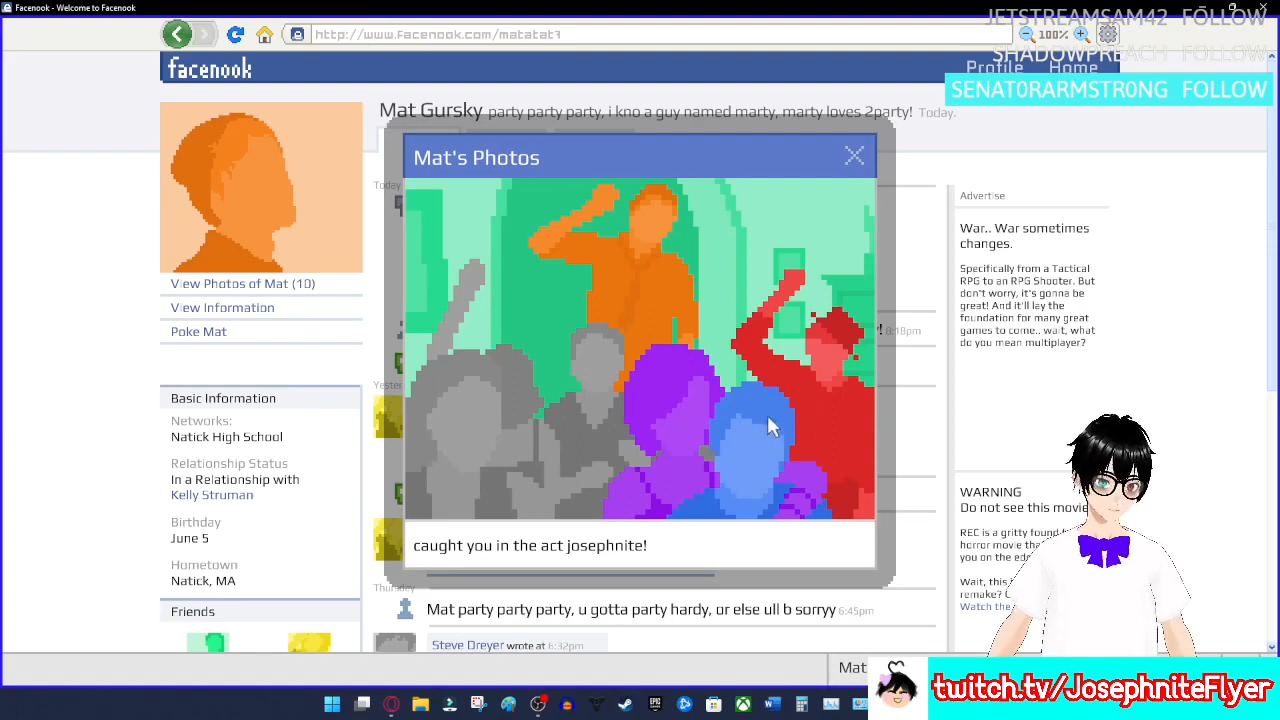 Facenook - Welcome to Facenook
JETSTREAMSAM42 FOLLOW
http://www.facenook.com/matatat7
100%
SHADOWPREACH FOLLOW
facenook
Profile Home
SENAT0RARMSTR0NG FOLLOW
Mat Gursky party party party, i kno a guy named marty, marty loves 2party! Today.
Mat's Photos
Today
Advertise
War.. War sometimes
changes.
Specifically from a Tactical
RPG to an RPG Shooter. But
don't worry, it's gonna be
great! And it'll lay the
foundation for many great
games to come.. wait, what
do you mean multiplayer?
View Photos of Mat (10)
View Information
Poke Mat
! 8:18pm
Basic Information
Networks:
Natick High School
Relationship Status
In a Relationship with
Kelly Struman
Birthday
June 5
Hometown
Natick, MA
Friends
caught you in the act josephnite!
WARNING
Do not see this movie
REC is a gritty found
horror movie that
you on the
Wait, this
remake?
Watch the
Mat party party party, u gotta party hardy, or else ull b sorryy 6:45pm
Steve Dreyer wrote at 6:32pm
Mat
twitch.tv/JosephniteFlyer